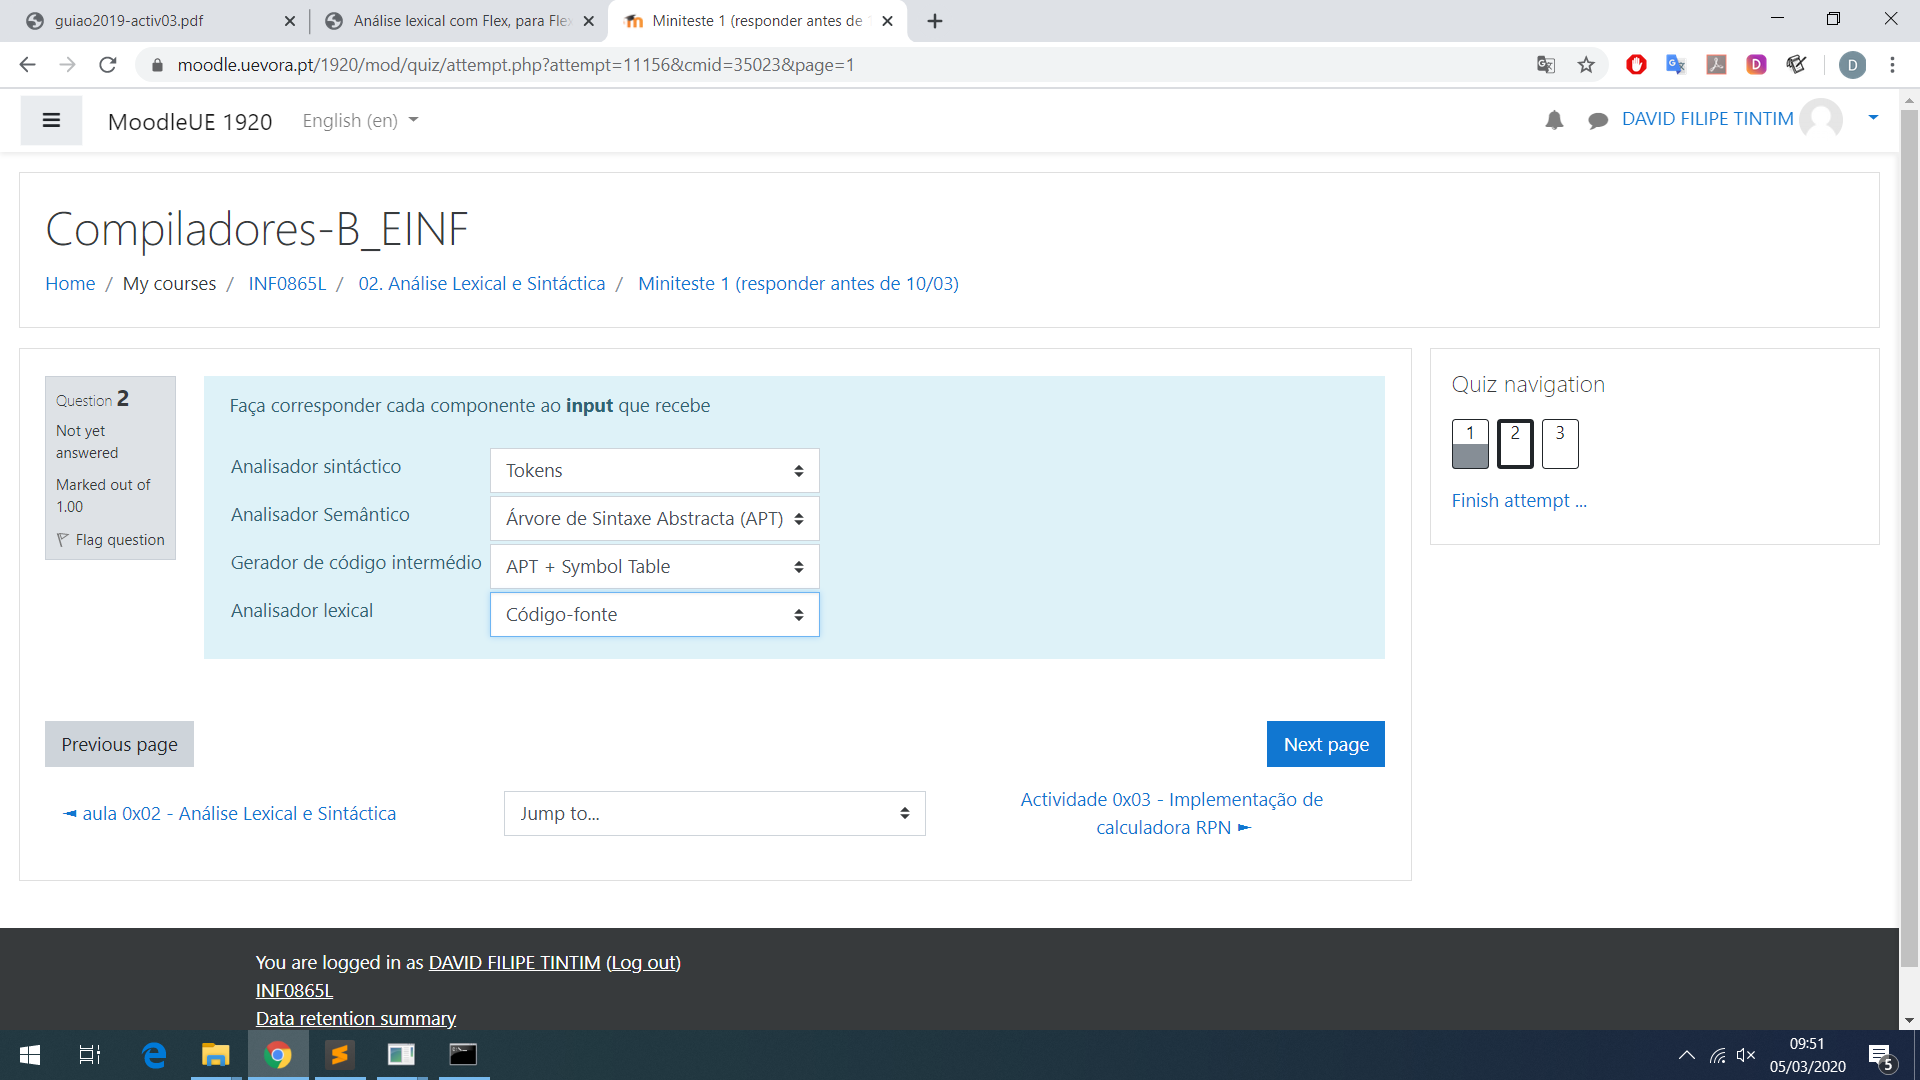 guiao2019-activ03.pdf
Análise lexical com Flex, para Flex
Miniteste 1 (responder antes de 1
moodle.uevora.pt/1920/mod/quiz/attempt.php?attempt=11156&cmid=35023&page=1
D
D
MoodleUE 1920
English (en)
DAVID FILIPE TINTIM
Compiladores-B_EINF
Home / My courses / INF0865L / 02. Análise Lexical e Sintáctica / Miniteste 1 (responder antes de 10/03)
Question 2
Not yet
answered
Marked out of
1.00
Flag question
Faça corresponder cada componente ao input que recebe
Analisador sintáctico Tokens
Analisador Semântico Árvore de Sintaxe Abstracta (APT)
Gerador de código intermédio APT + Symbol Table
Analisador lexical Código-fonte
Previous page
Next page
◄ aula 0x02 - Análise Lexical e Sintáctica
Jump to...
Actividade 0x03 - Implementação de
calculadora RPN ►
Quiz navigation
1 2 3
Finish attempt ...
You are logged in as DAVID FILIPE TINTIM (Log out)
INF0865L
Data retention summary
09:51
05/03/2020
5